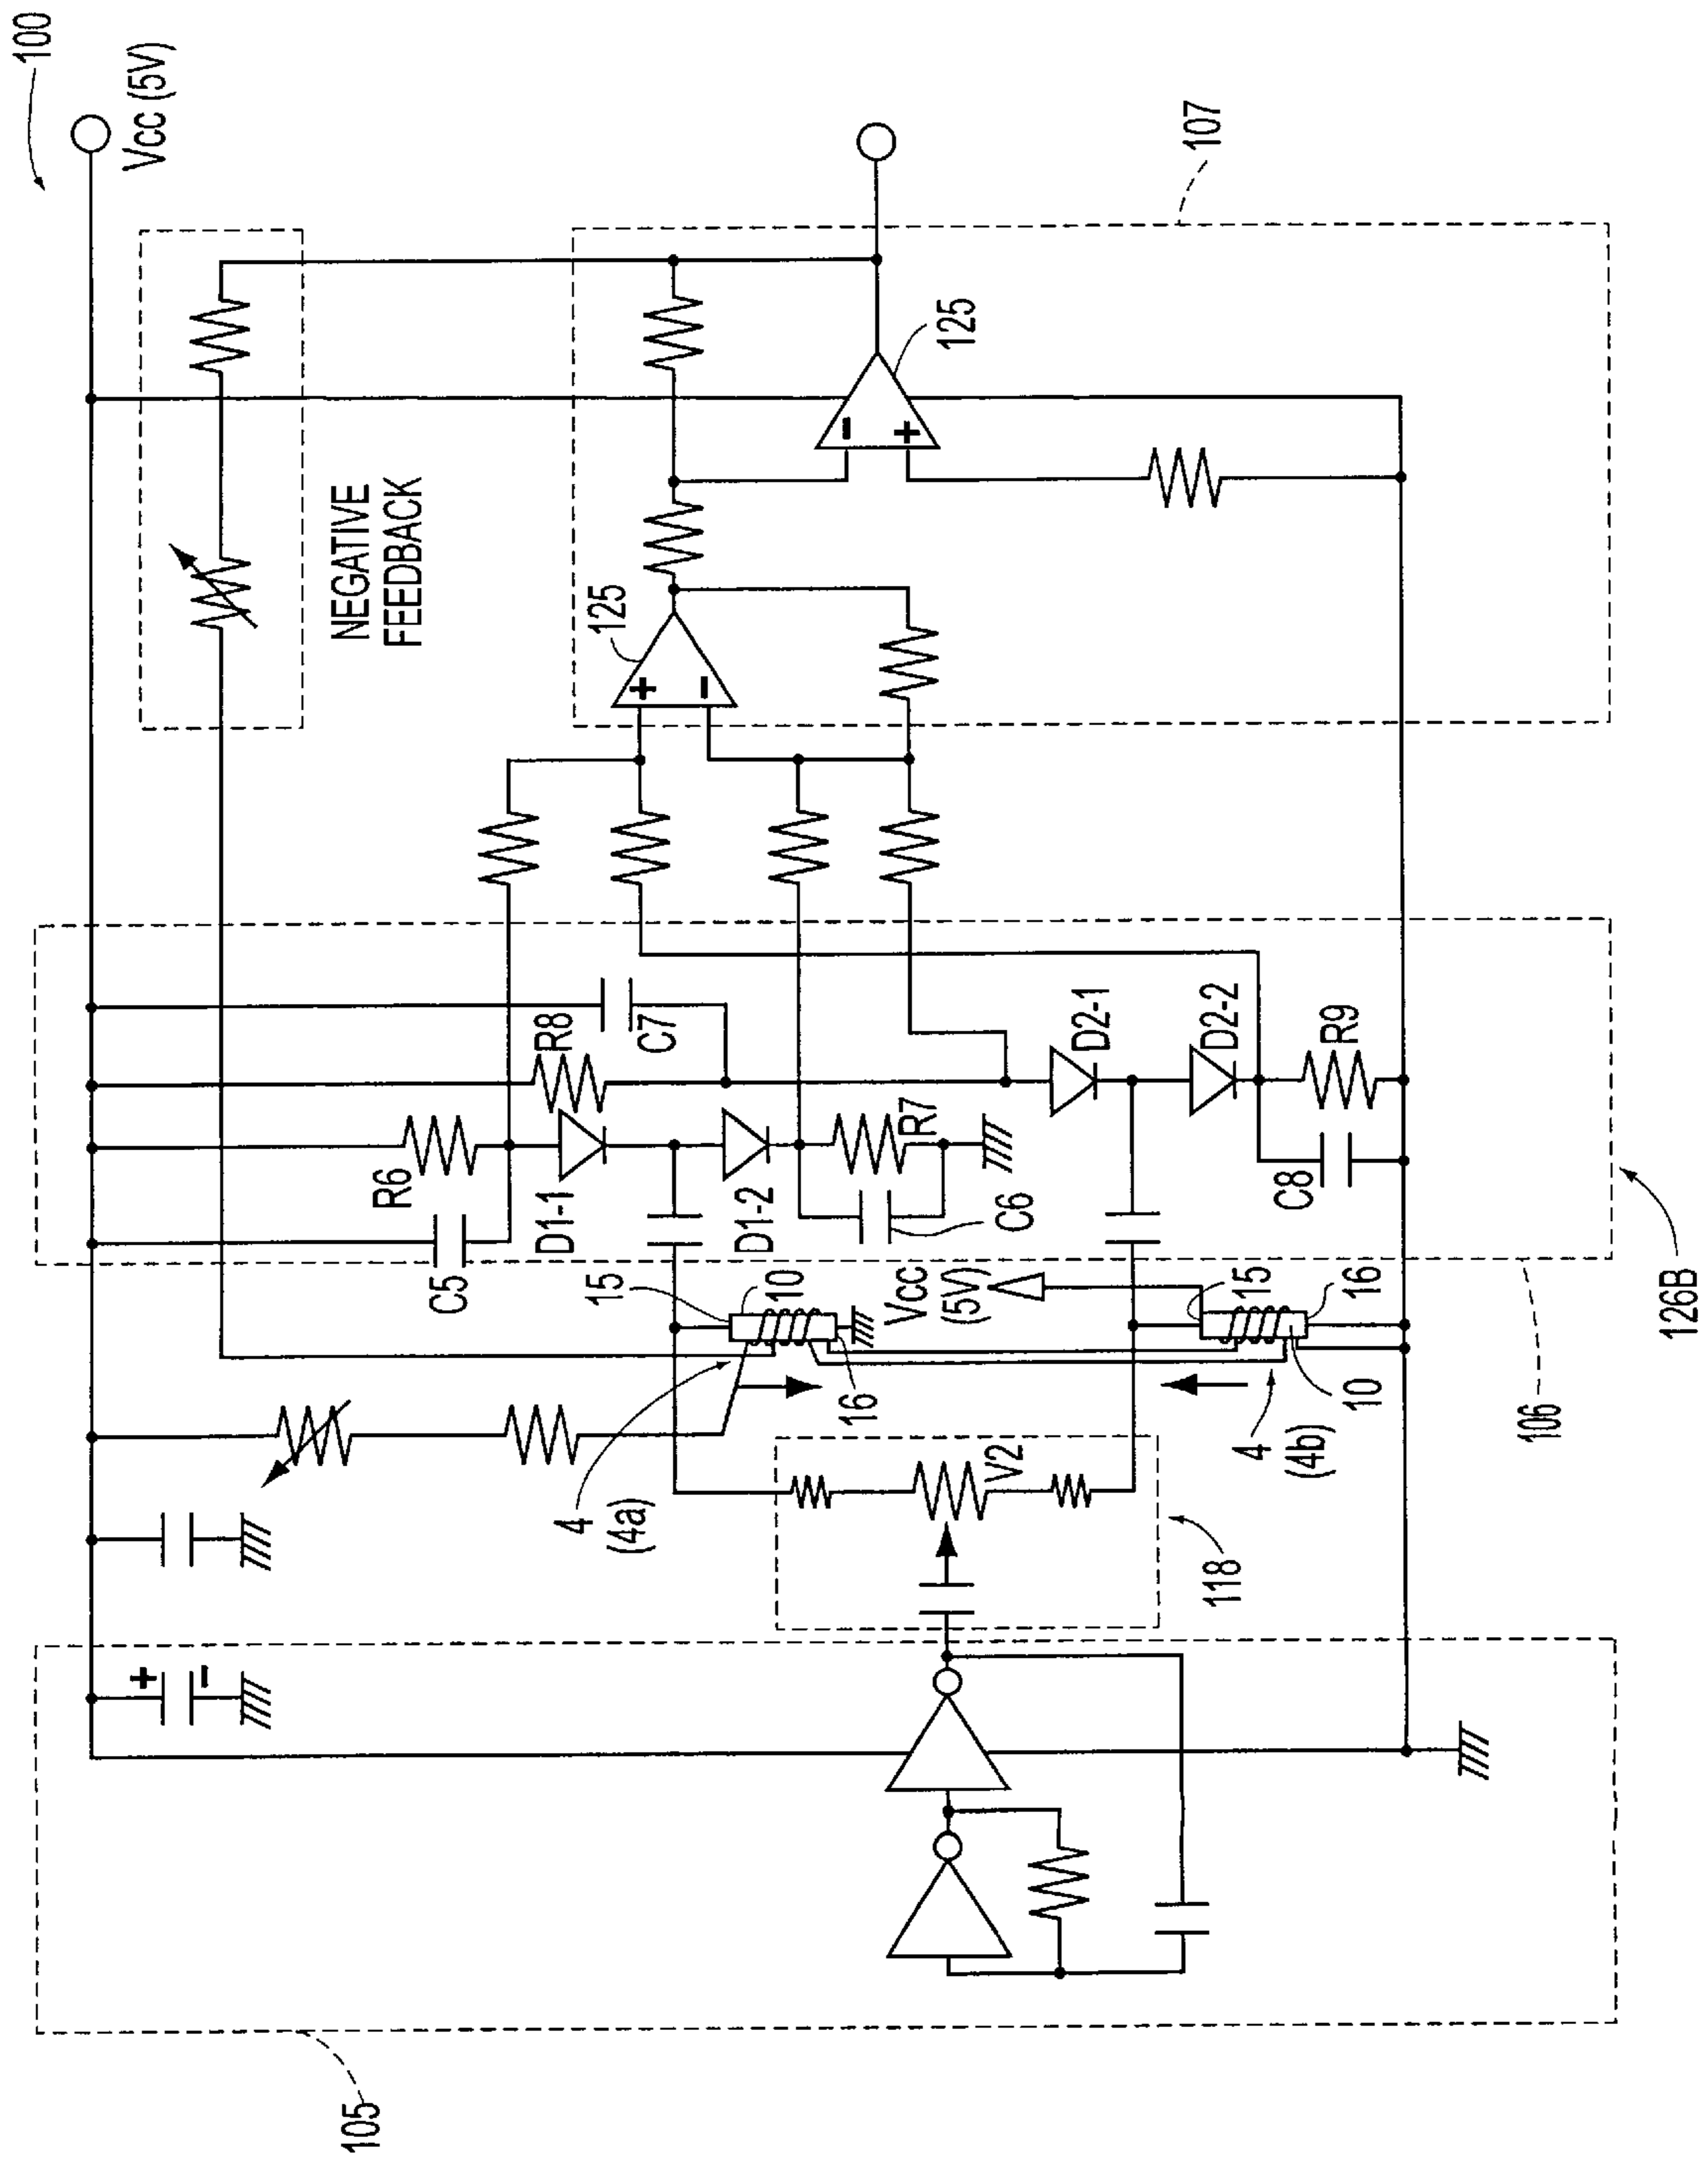 100
Vcc (5V)
107
125
NEGATIVE
FEEDBACK
125
+
−
−
+
R8
C7
D2-1
D2-2
R9
R6
D1-1
D1-2
R7
C6
C8
C5
126B
15
10
Vcc
(5V)
15
16
16
10
106
4
(4a)
4
(4b)
V2
118
+
−
105